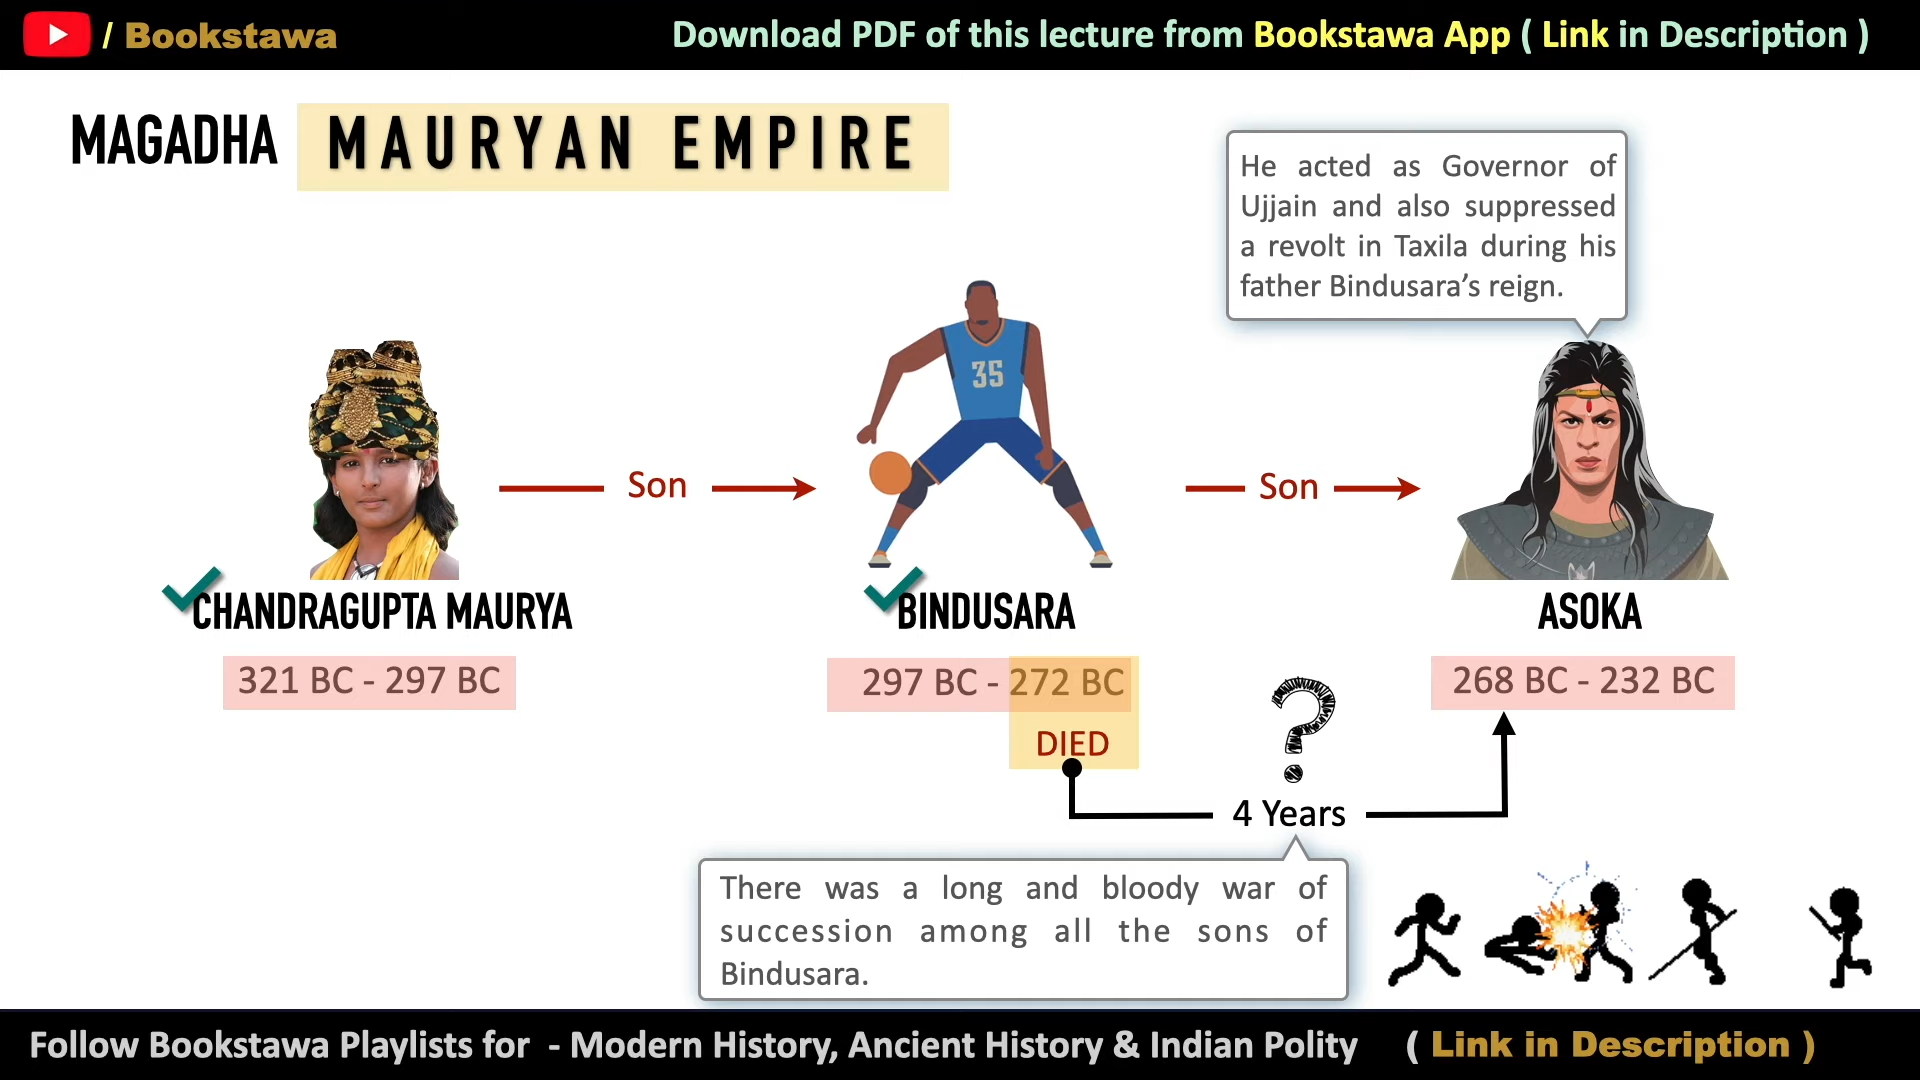 / Bookstawa
Download PDF of this lecture from Bookstawa App ( Link in Description )
MAGADHA MAURYAN EMPIRE
He acted as Governor of
Ujjain and also suppressed
a revolt in Taxila during his
father Bindusara’s reign.
35
Son
Son
CHANDRAGUPTA MAURYA
BINDUSARA
ASOKA
321 BC - 297 BC
297 BC - 272 BC
268 BC - 232 BC
DIED
?
4 Years
There was a long and bloody war of
succession among all the sons of
Bindusara.
Follow Bookstawa Playlists for - Modern History, Ancient History & Indian Polity ( Link in Description )